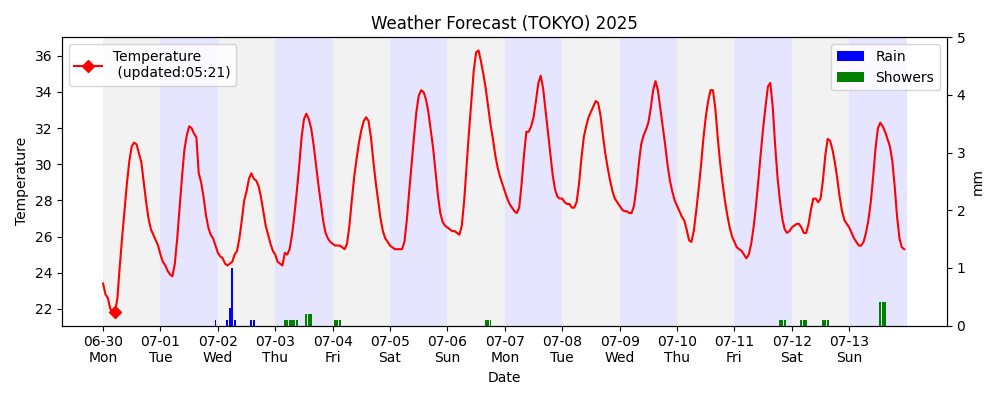 Weather Forecast (TOKYO) 2025
Temperature
(updated:05:21)
Rain
Showers
36
34
32
30
28
26
24
22
Temperature
5
4
3
2
1
0
mm
06-30 07-01 07-02 07-03 07-04 07-05 07-06 07-07 07-08 07-09 07-10 07-11 07-12 07-13
Mon Tue Wed Thu Fri Sat Sun Mon Tue Wed Thu Fri Sat Sun
Date